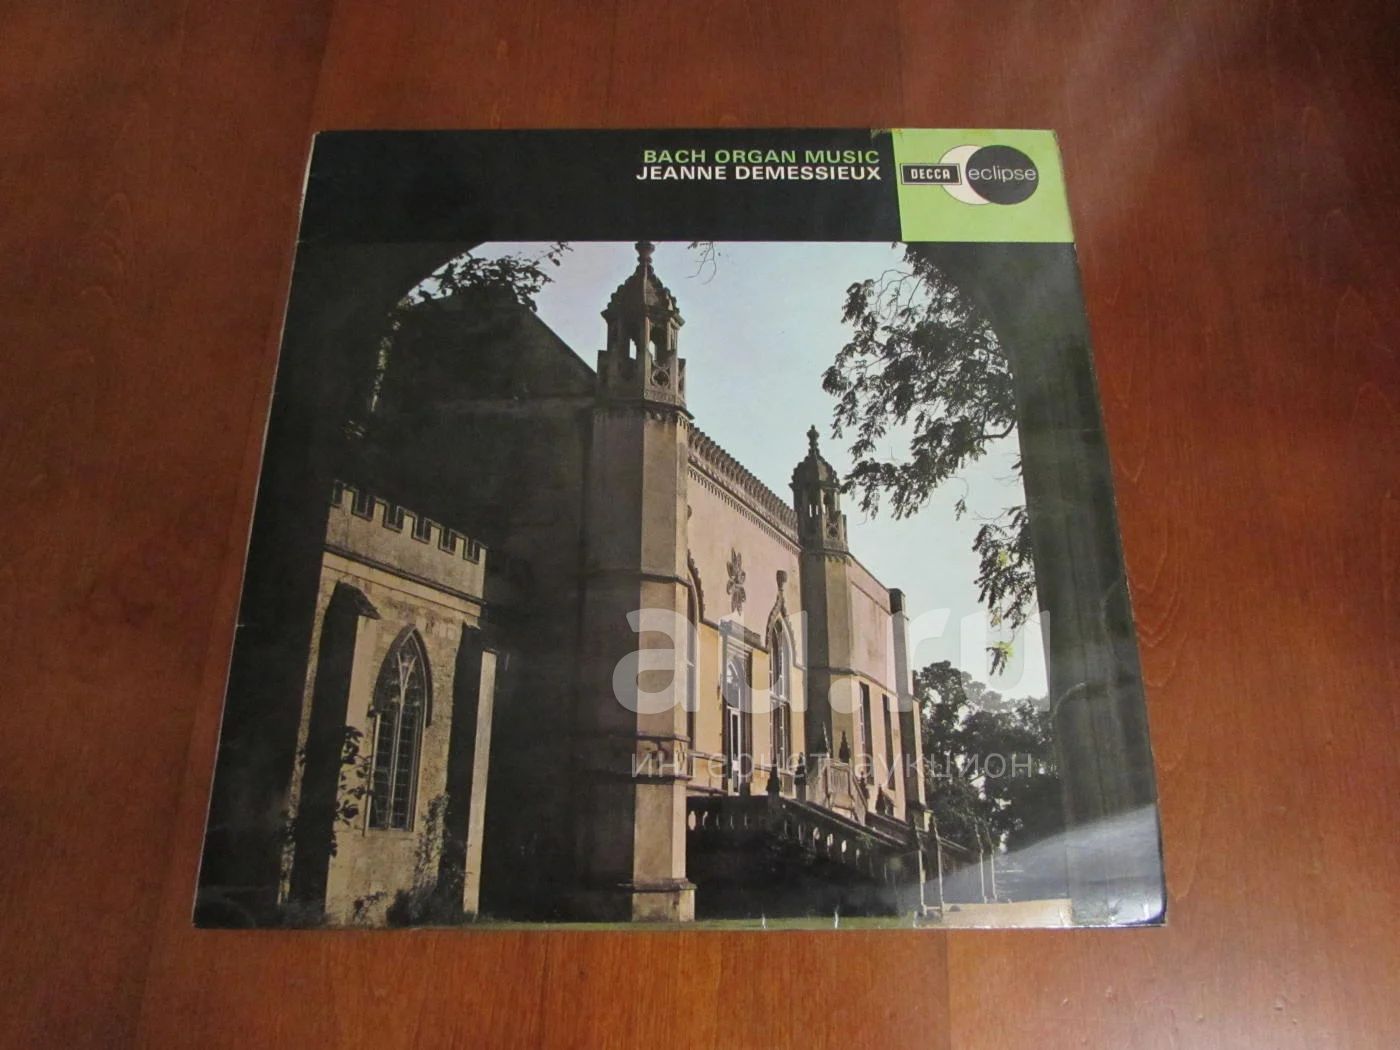 BACH ORGAN MUSIC
JEANNE DEMESSIEUX
DECCA eclipse
au.ru
интернет-аукцион